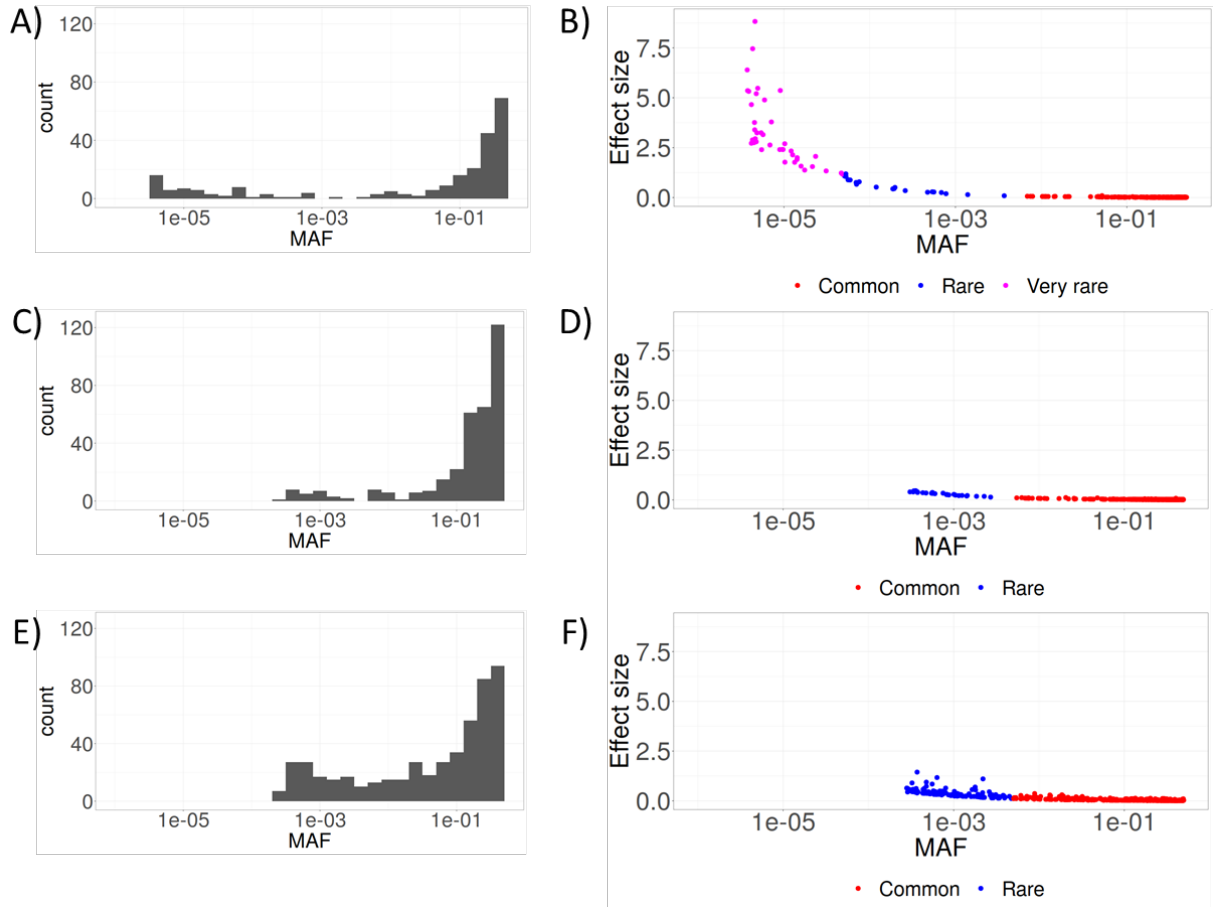 A)
120
80
40
0
count
1e-05 1e-03 1e-01
MAF
B)
7.5
5.0
2.5
0.0
Effect size
1e-05 1e-03 1e-01
MAF
Common Rare Very rare
C)
120
80
40
0
count
1e-05 1e-03 1e-01
MAF
D)
7.5
5.0
2.5
0.0
Effect size
1e-05 1e-03 1e-01
MAF
Common Rare
E)
120
80
40
0
count
1e-05 1e-03 1e-01
MAF
F)
7.5
5.0
2.5
0.0
Effect size
1e-05 1e-03 1e-01
MAF
Common Rare